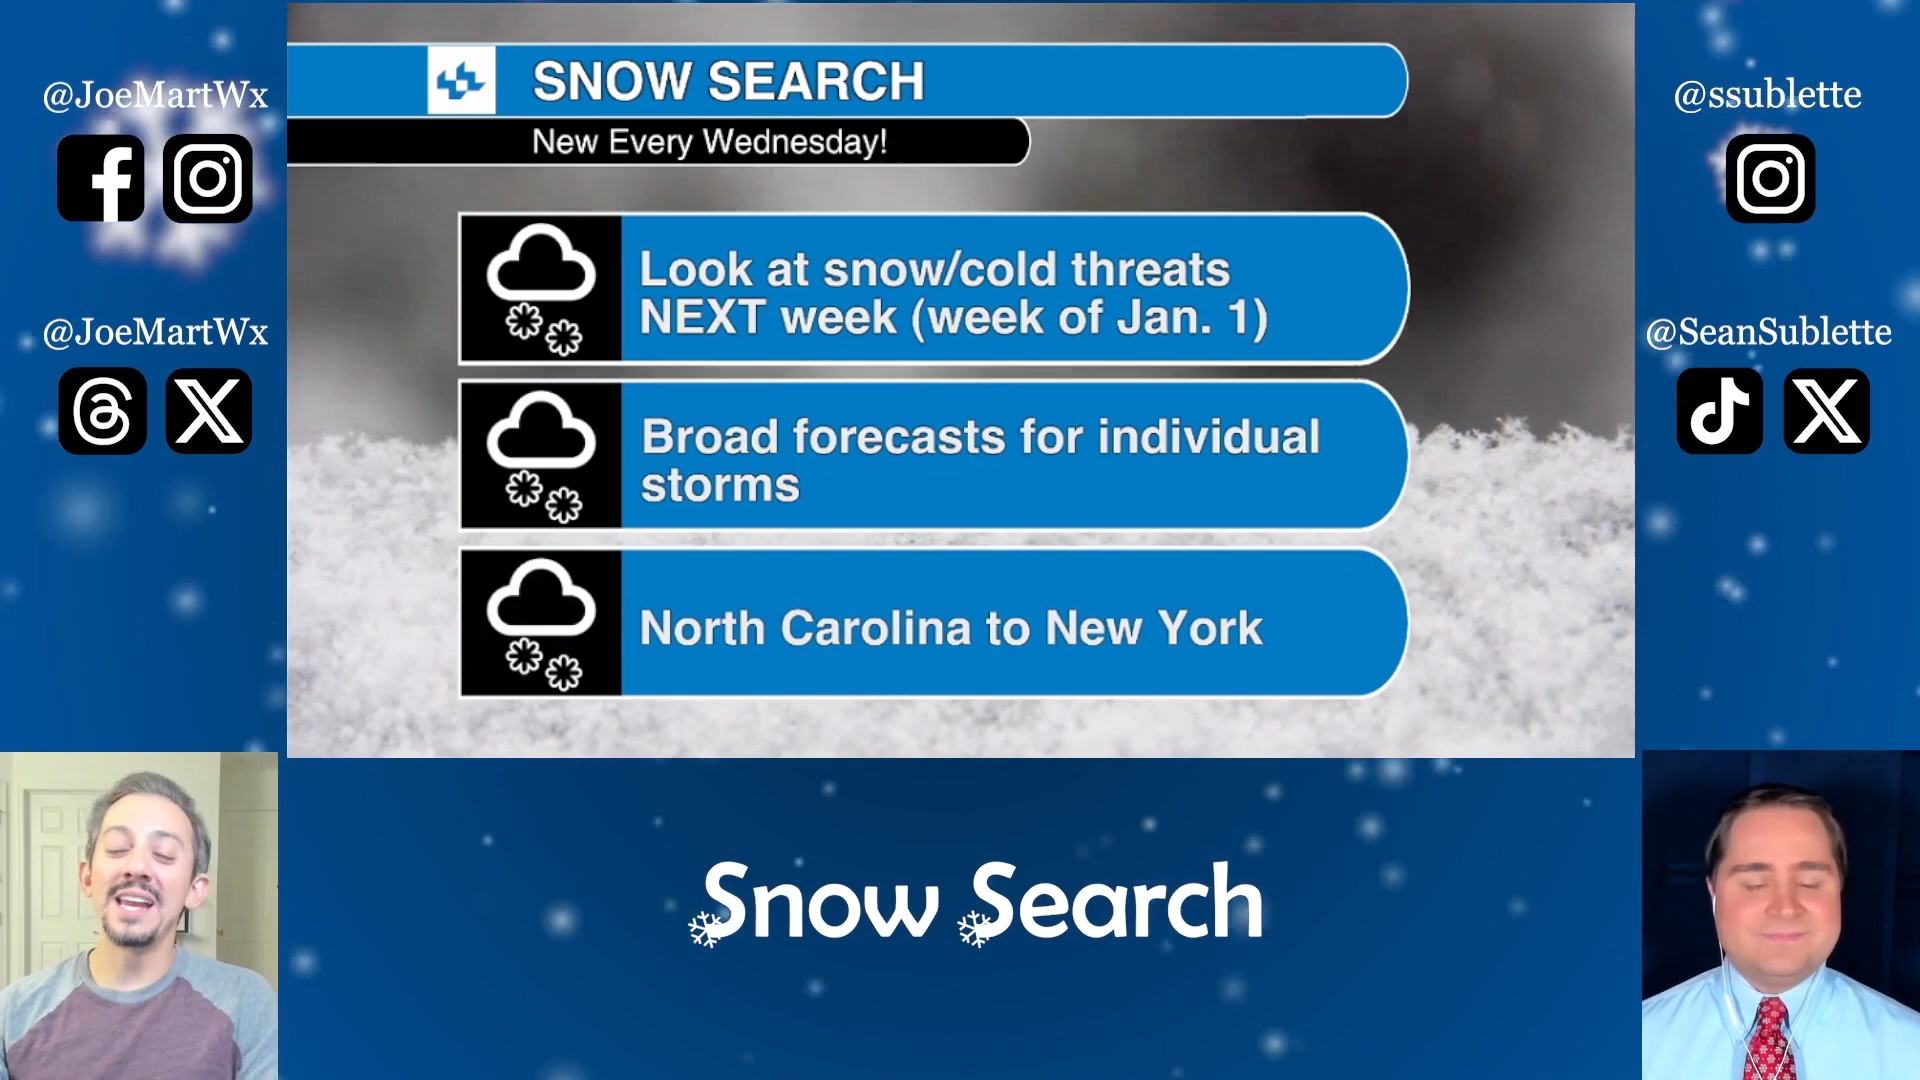 @JoeMartWx
@JoeMartWx
SNOW SEARCH
New Every Wednesday!
Look at snow/cold threats
NEXT week (week of Jan. 1)
Broad forecasts for individual
storms
North Carolina to New York
@ssublette
@SeanSublette
Snow Search